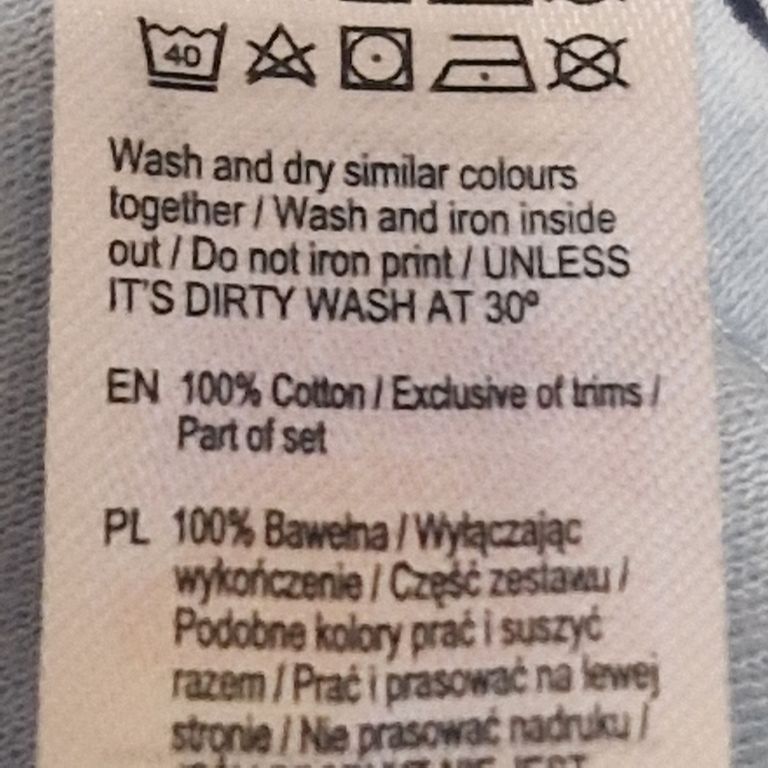 40
Wash and dry similar colours
together / Wash and iron inside
out / Do not iron print / UNLESS
IT'S DIRTY WASH AT 30º
EN 100% Cotton / Exclusive of trims /
Part of set
PL 100% Bawełna / Wyłączając
wykończenie / Część zestawu /
Podobne kolory prać i suszyć
razem / Prać i prasować na lewej
stronie / Nie prasować nadruku /